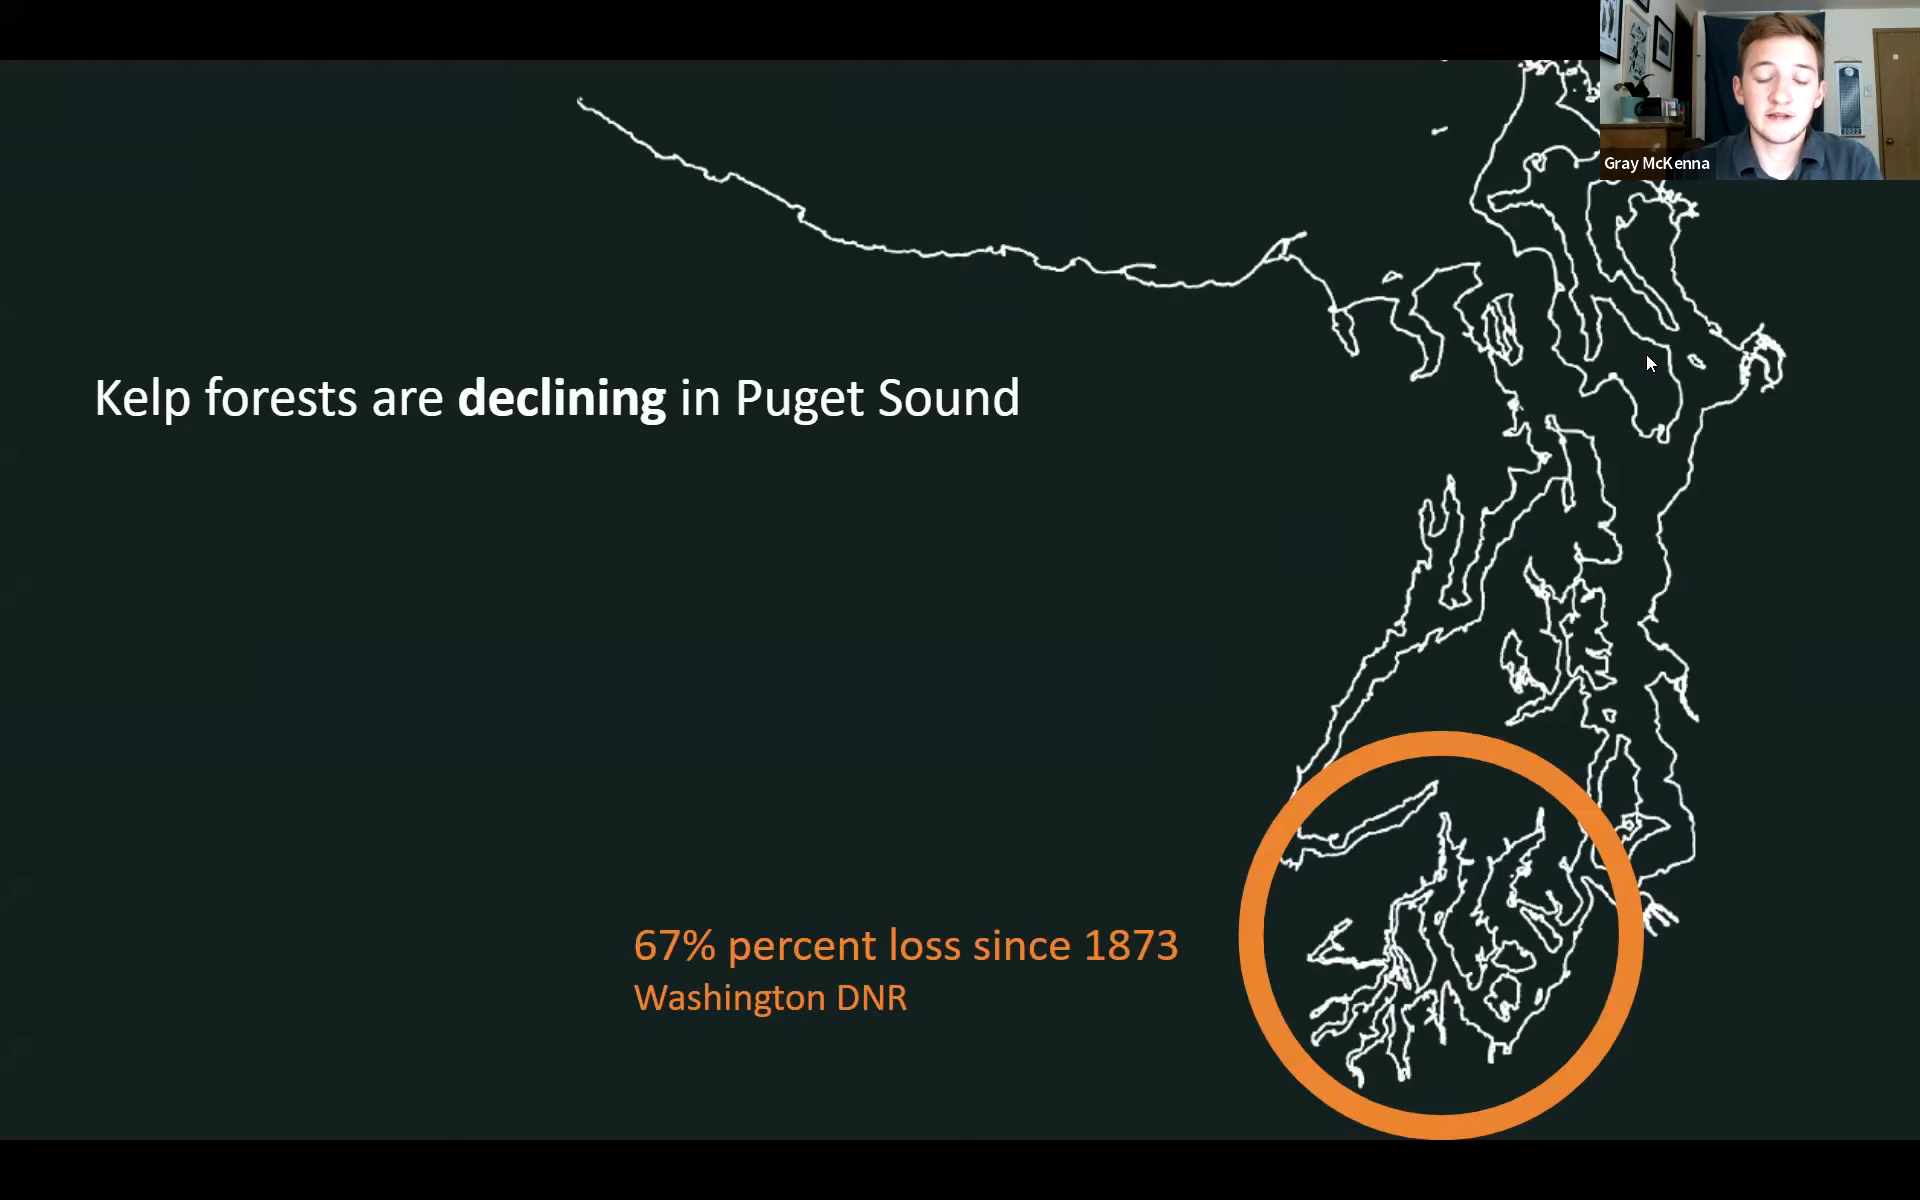 Gray McKenna
Kelp forests are declining in Puget Sound
67% percent loss since 1873
Washington DNR